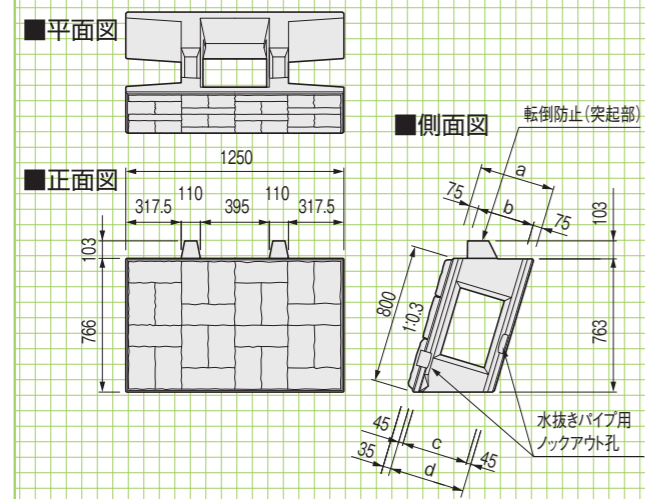 ■平面図
■側面図
転倒防止(突起部)
a
75
b
75
103
800
1:0.3
763
水抜きパイプ用
ノックアウト孔
45
c
45
35
d
■正面図
1250
317.5
110
395
110
317.5
103
766